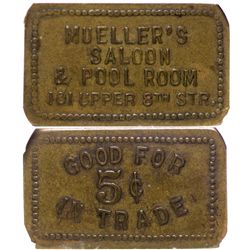 MUELLER'S
SALOON
& POOL ROOM
101 UPPER 8TH STR.
GOOD FOR
5¢
IN TRADE